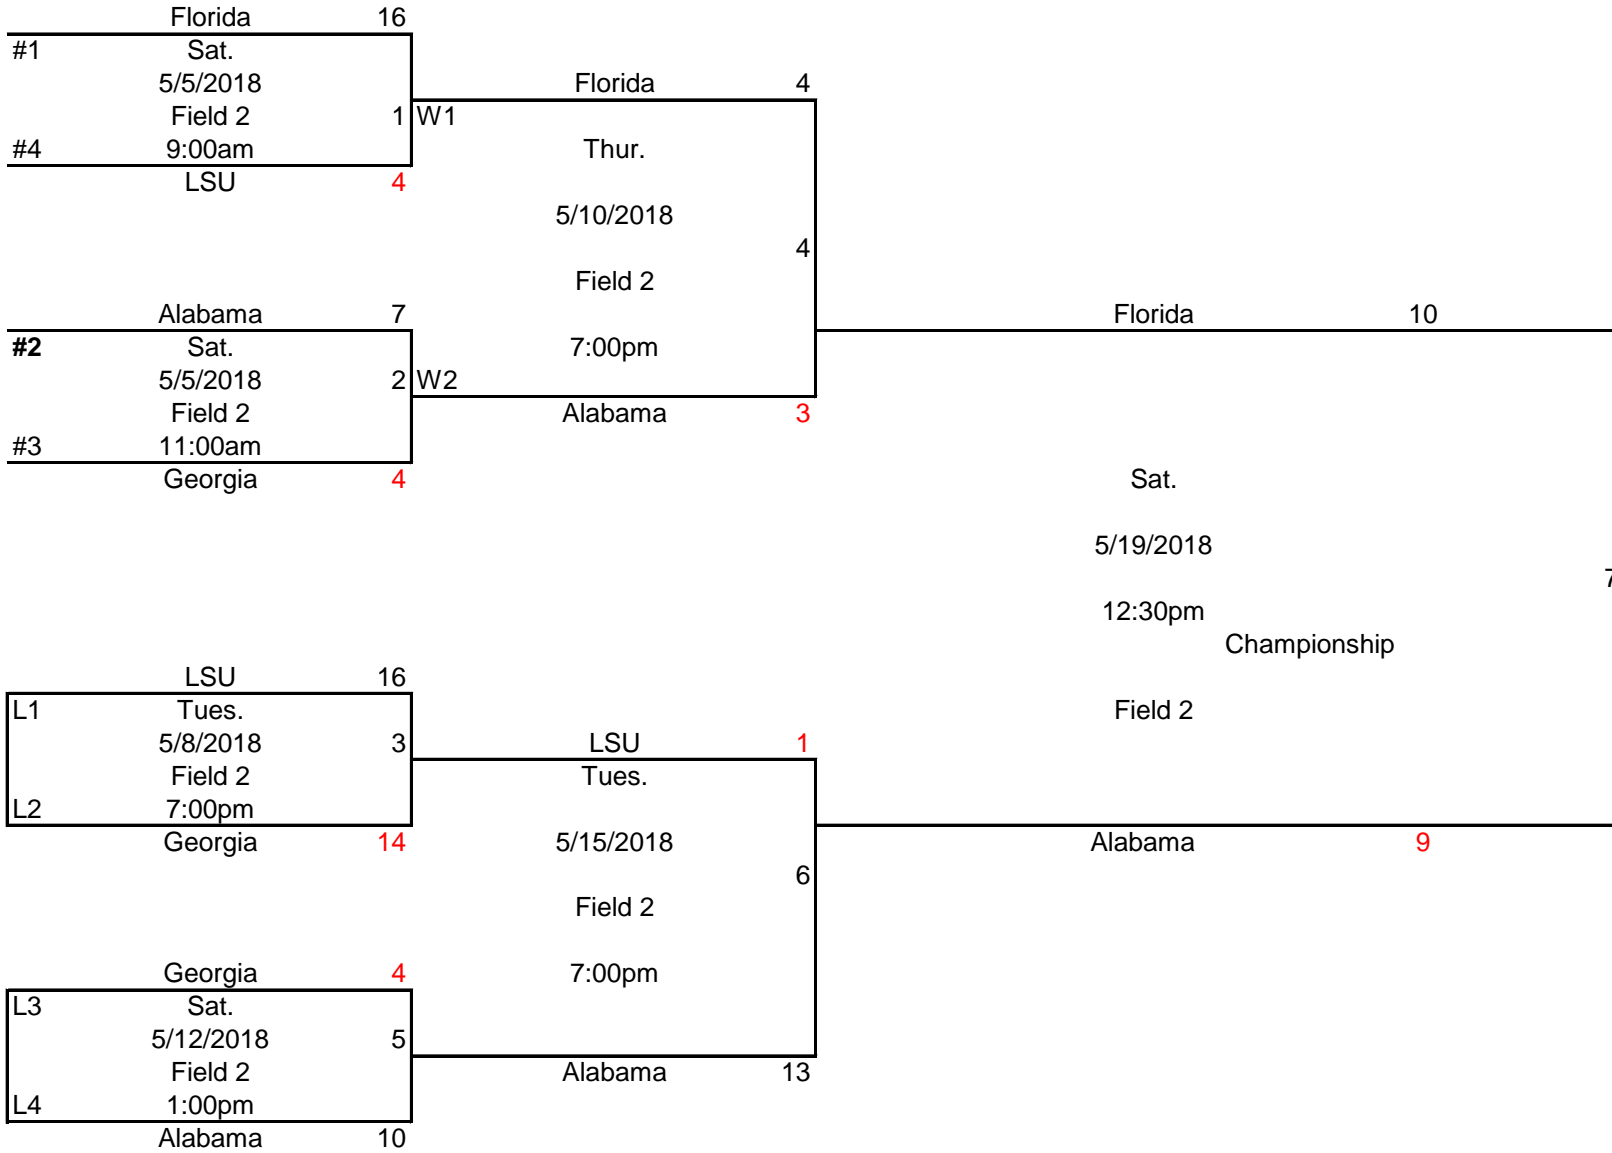 Florida 16
#1 Sat.
5/5/2018
Florida 4
Field 2 1 W1
#4 9:00am Thur.
LSU 4
5/10/2018
4
Field 2
Alabama 7 Florida 10
#2 Sat. 7:00pm
5/5/2018 2 W2
Field 2 Alabama 3
#3 11:00am
Georgia 4 Sat.
5/19/2018
7
12:30pm
Championship
LSU 16
L1 Tues. Field 2
5/8/2018 3 LSU 1
Field 2 Tues.
L2 7:00pm
Georgia 14 5/15/2018 Alabama 9
6
Field 2
Georgia 4 7:00pm
L3 Sat.
5/12/2018 5
Field 2 Alabama 13
L4 1:00pm
Alabama 10